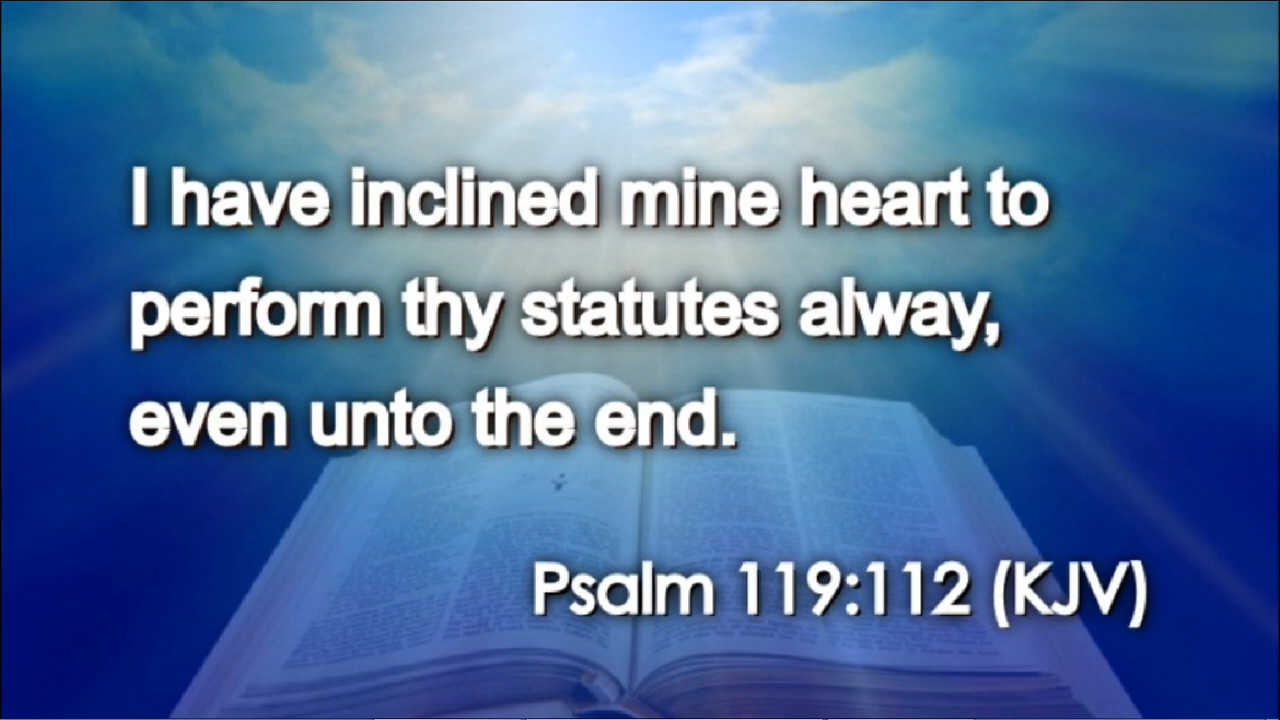 I have inclined mine heart to
perform thy statutes alway,
even unto the end.
Psalm 119:112 (KJV)